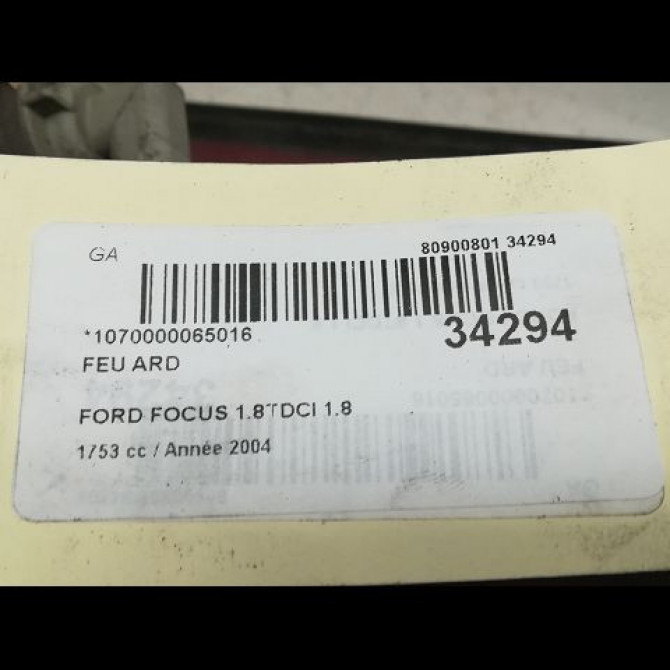 GA
80900801 34294
*1070000065016
34294
FEU ARD
FORD FOCUS 1.8TDCI 1.8
1753 cc / Année 2004